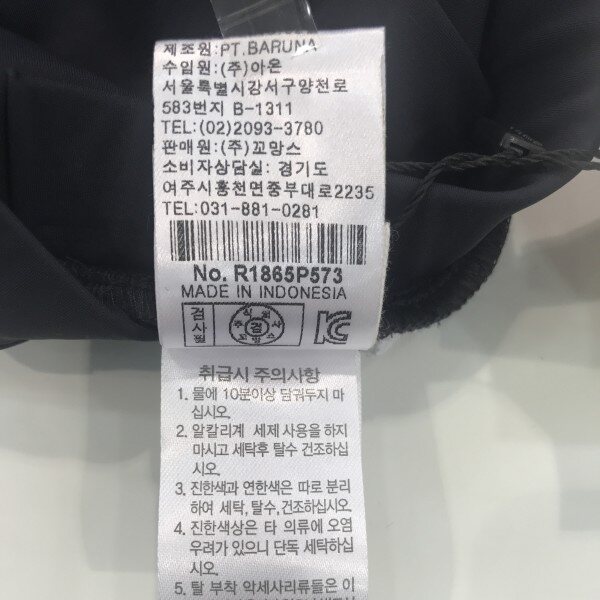 제조원:PT.BARUNA
수입원:(주)아온
서울특별시강서구양천로
583번지 B-1311
TEL:(02)2093-3780
판매원:(주)꼬망스
소비자상담실: 경기도
여주시흥천면중부대로2235
TEL:031-881-0281
No. R1865P573
MADE IN INDONESIA
검사필
주식회사 꼬망스 검
취급시 주의사항
1. 물에 10분이상 담궈두지 마
십시오.
2. 알칼리계 세제 사용을 하지
마시고 세탁후 탈수 건조하십
시오.
3. 진한색과 연한색은 따로 분리
하여 세탁, 탈수,건조하십시오.
4. 진한색상은 타 의류에 오염
우려가 있으니 단독 세탁하십
시오.
5. 탈 부착 악세사리류들은 이